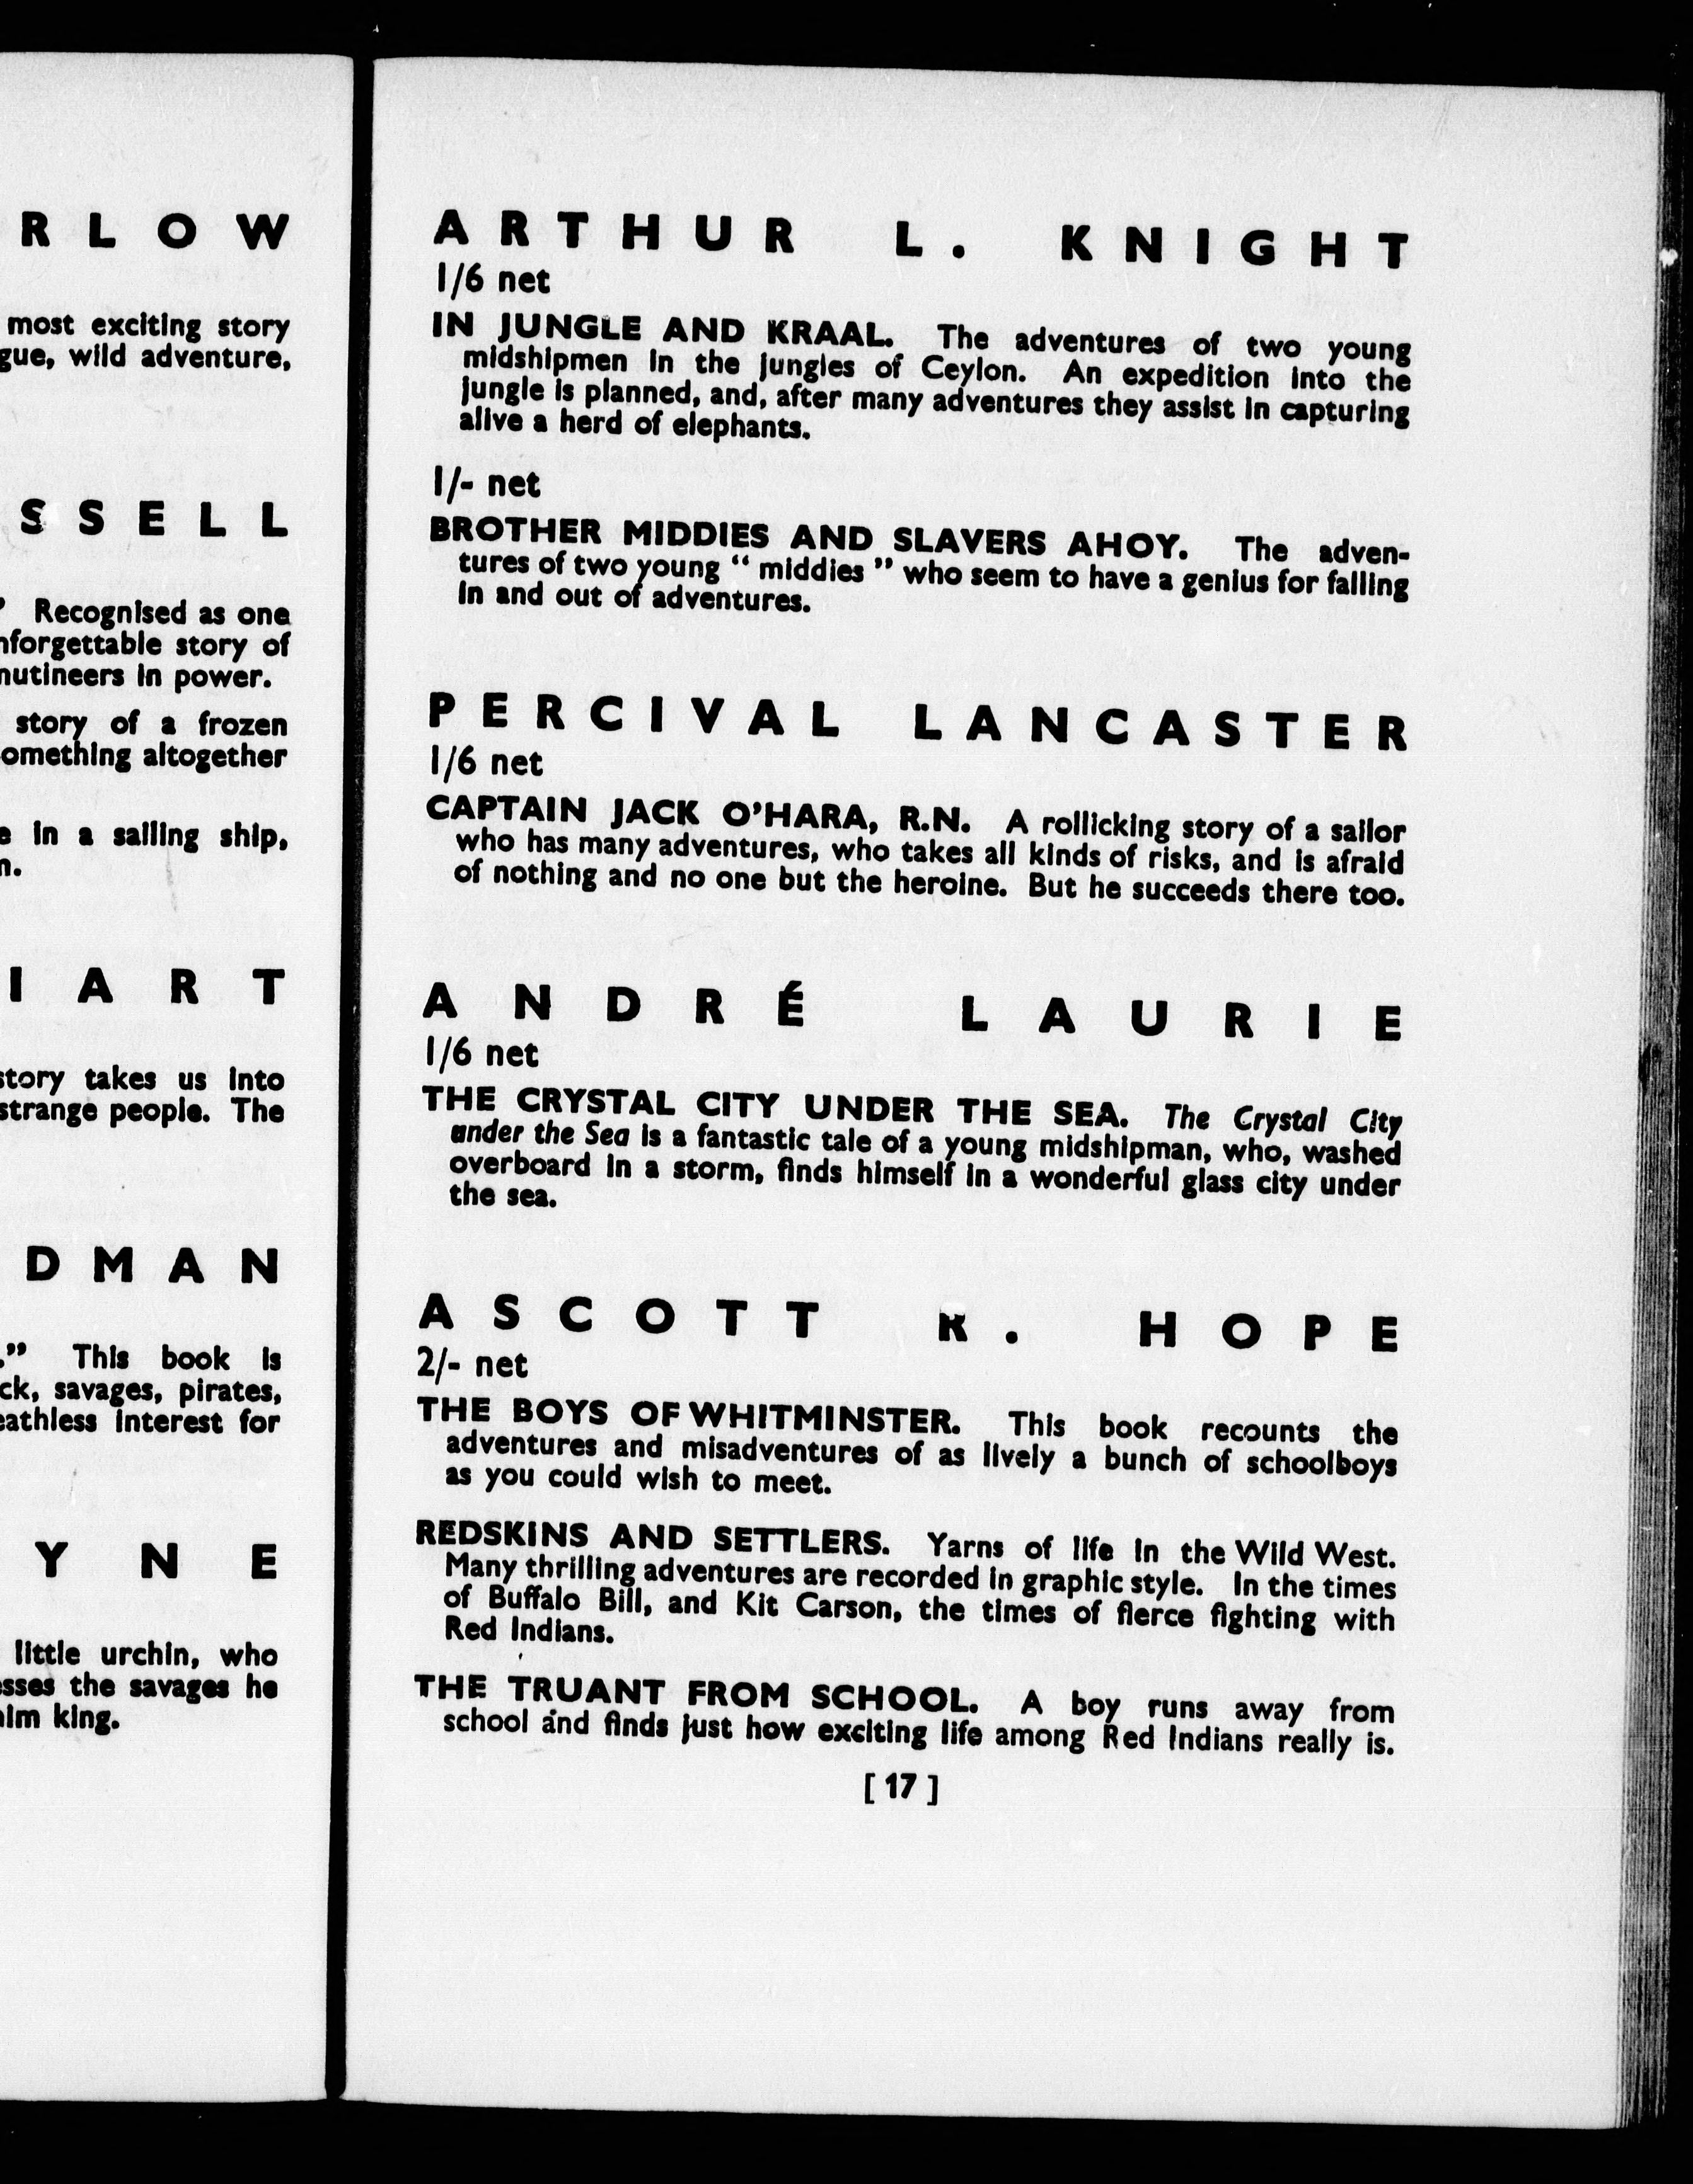 RLOW
most exciting story
gue, wild adventure,
SSELL
” Recognised as one
nforgettable story of
nutineers in power.
story of a frozen
omething altogether
e in a sailing ship,
n.
IART
story takes us into
strange people. The
DMAN
.” This book is
ck, savages, pirates,
eathless interest for
YNE
little urchin, who
sses the savages he
him king.
ARTHUR L. KNIGHT
1/6 net
IN JUNGLE AND KRAAL. The adventures of two young
midshipmen in the jungles of Ceylon. An expedition into the
jungle is planned, and, after many adventures they assist in capturing
alive a herd of elephants.
1/- net
BROTHER MIDDIES AND SLAVERS AHOY. The adven-
tures of two young “ middies ” who seem to have a genius for falling
in and out of adventures.
PERCIVAL LANCASTER
1/6 net
CAPTAIN JACK O’HARA, R.N. A rollicking story of a sailor
who has many adventures, who takes all kinds of risks, and is afraid
of nothing and no one but the heroine. But he succeeds there too.
ANDRÉ LAURIE
1/6 net
THE CRYSTAL CITY UNDER THE SEA. The Crystal City
under the Sea is a fantastic tale of a young midshipman, who, washed
overboard in a storm, finds himself in a wonderful glass city under
the sea.
ASCOTT R. HOPE
2/- net
THE BOYS OF WHITMINSTER. This book recounts the
adventures and misadventures of as lively a bunch of schoolboys
as you could wish to meet.
REDSKINS AND SETTLERS. Yarns of life in the Wild West.
Many thrilling adventures are recorded in graphic style. In the times
of Buffalo Bill, and Kit Carson, the times of fierce fighting with
Red Indians.
THE TRUANT FROM SCHOOL. A boy runs away from
school and finds just how exciting life among Red Indians really is.
[ 17 ]